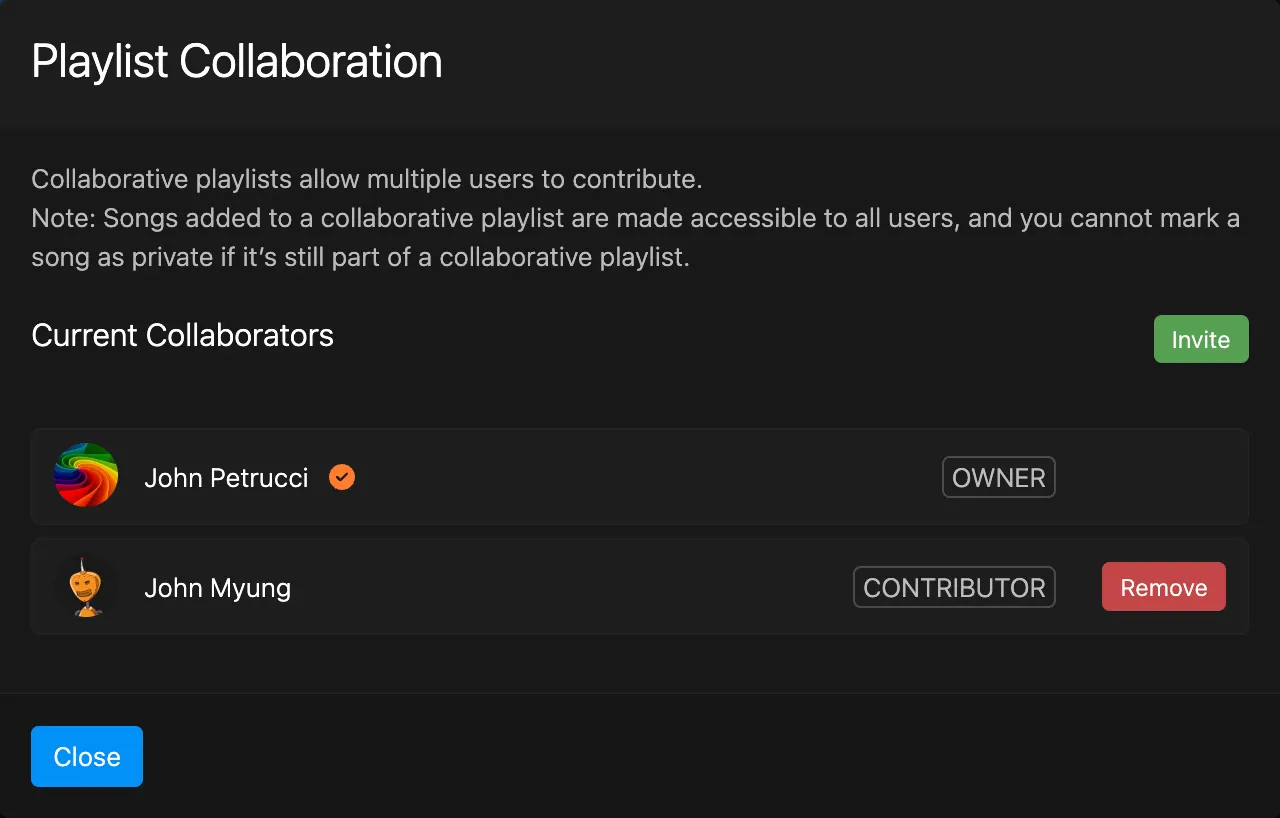 Playlist Collaboration
Collaborative playlists allow multiple users to contribute.
Note: Songs added to a collaborative playlist are made accessible to all users, and you cannot mark a
song as private if it’s still part of a collaborative playlist.
Current Collaborators
Invite
John Petrucci
OWNER
John Myung
CONTRIBUTOR
Remove
Close